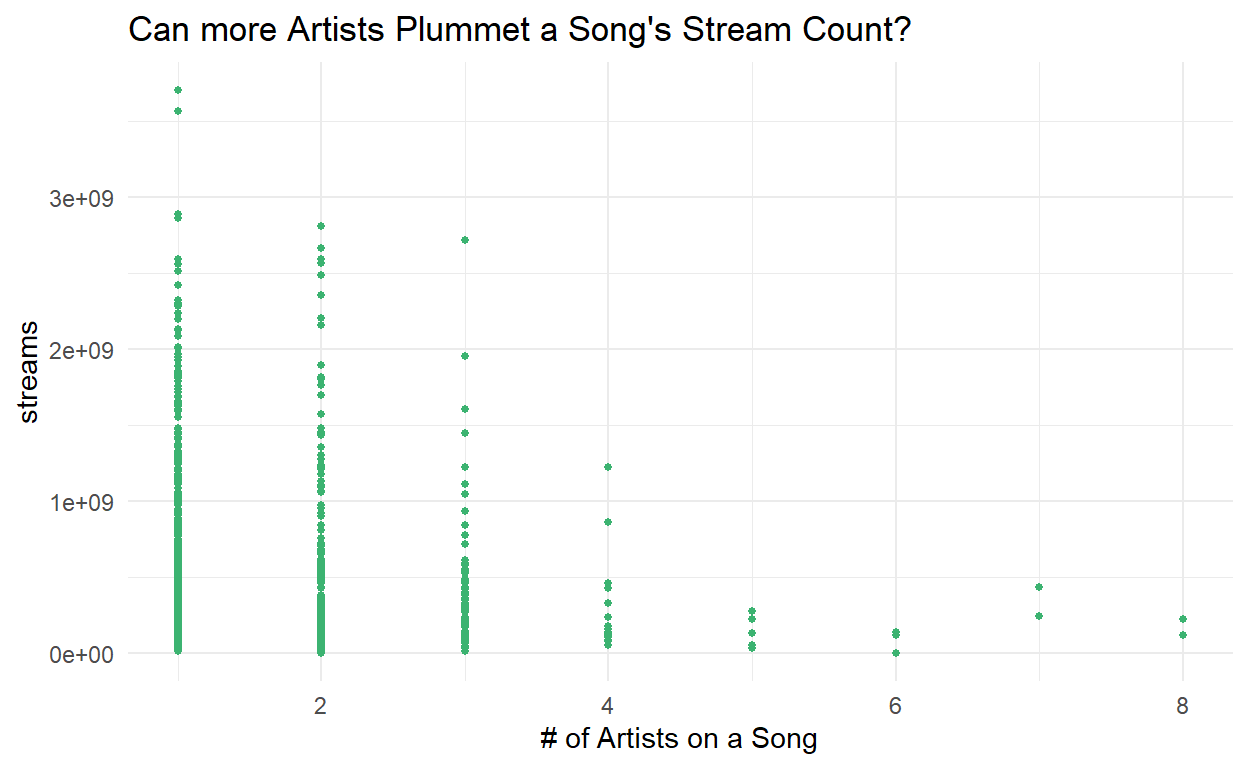 Can more Artists Plummet a Song's Stream Count?
streams
3e+09
2e+09
1e+09
0e+00
2 4 6 8
# of Artists on a Song